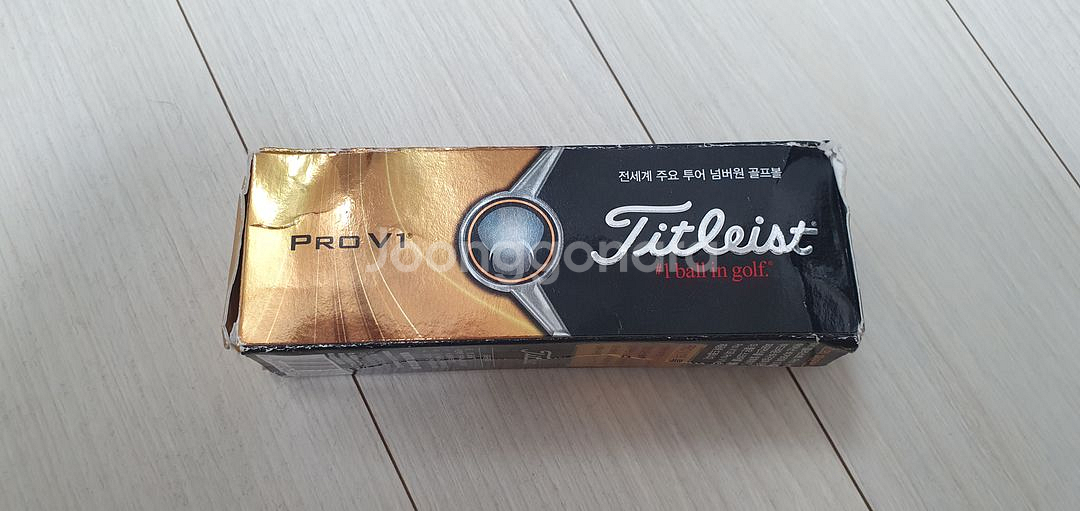 전세계 주요 투어 넘버원 골프볼
PRO V1®
Titleist®
#1 ball in golf.®
Joonggonara